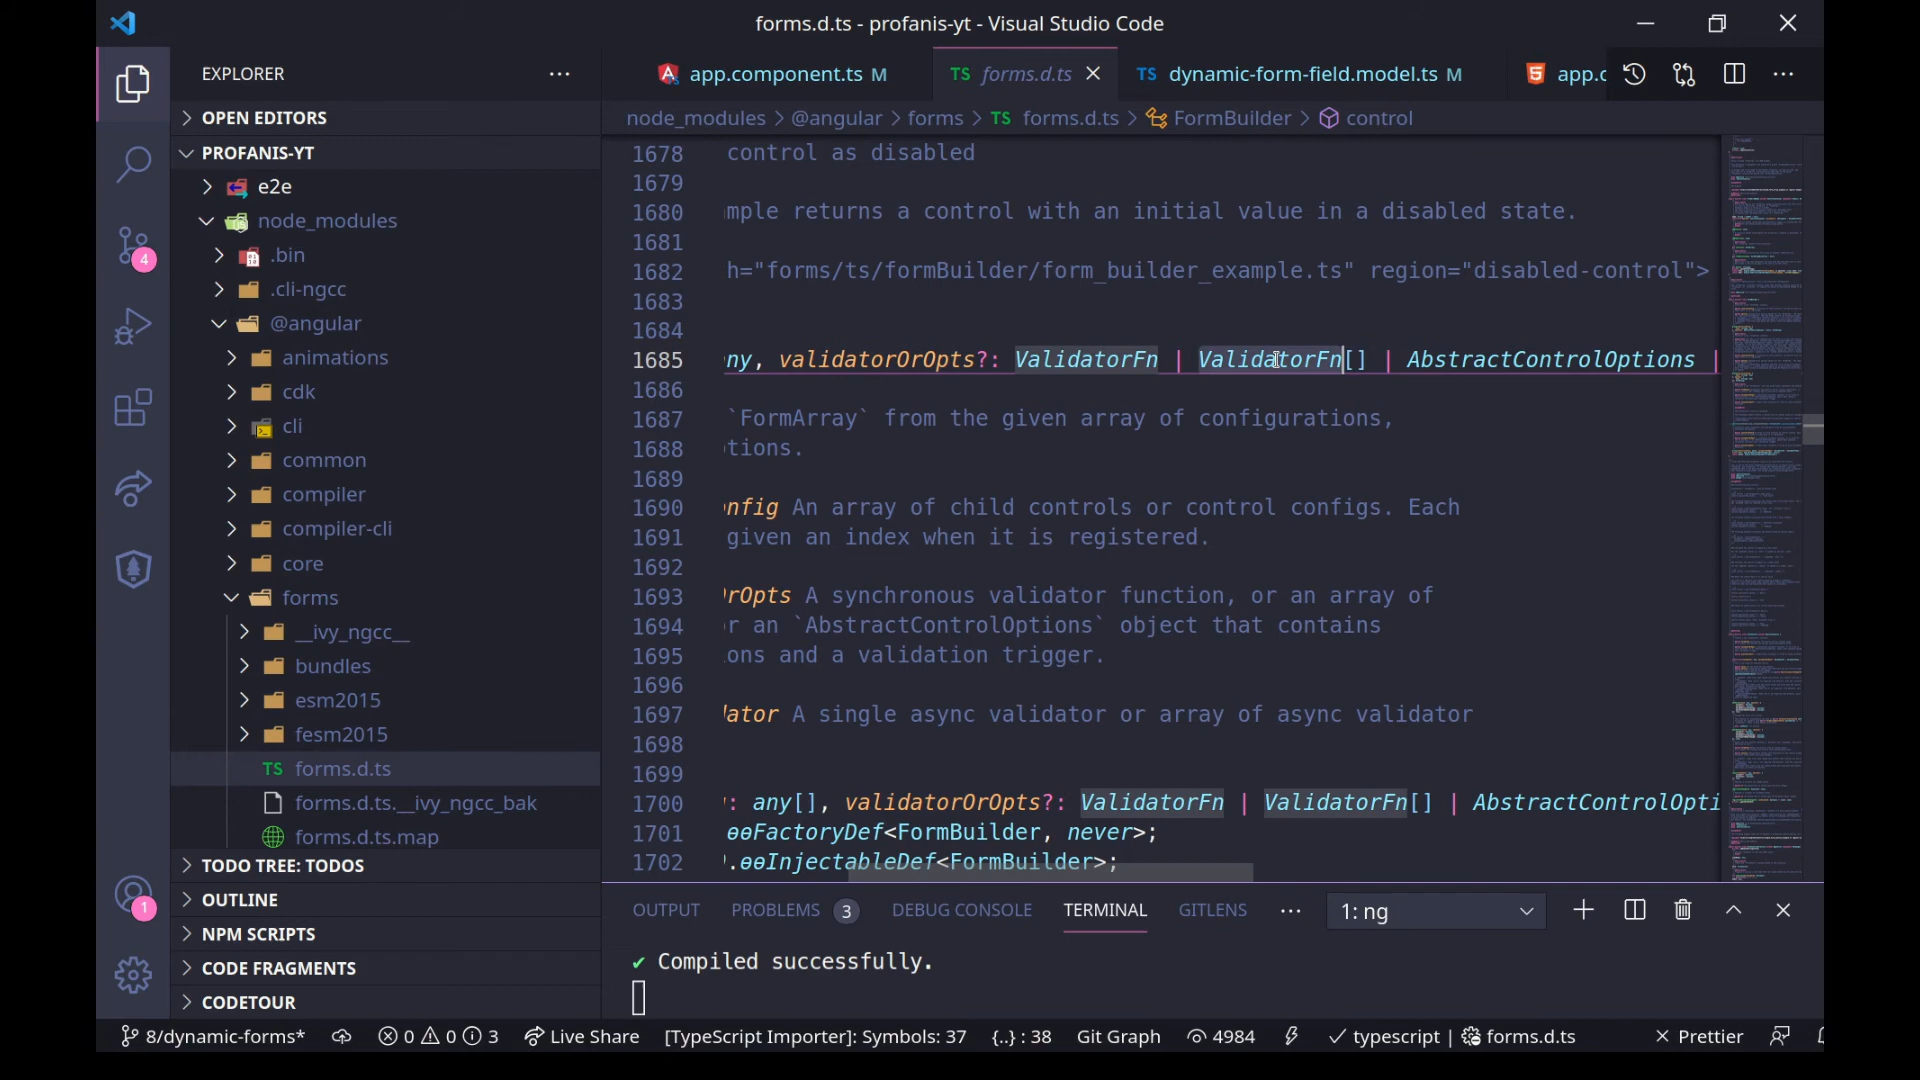 forms.d.ts - profanis-yt - Visual Studio Code
EXPLORER
app.component.ts M
TS forms.d.ts
TS dynamic-form-field.model.ts M
app.c
node_modules > @angular > forms > TS forms.d.ts > FormBuilder > control
OPEN EDITORS
PROFANIS-YT
e2e
node_modules
.bin
.cli-ngcc
@angular
animations
cdk
cli
common
compiler
compiler-cli
core
forms
__ivy_ngcc__
bundles
esm2015
fesm2015
TS forms.d.ts
forms.d.ts.__ivy_ngcc_bak
forms.d.ts.map
TODO TREE: TODOS
OUTLINE
NPM SCRIPTS
CODE FRAGMENTS
CODETOUR
4
1
1678 control as disabled
1679
1680 mple returns a control with an initial value in a disabled state.
1681
1682 h="forms/ts/formBuilder/form_builder_example.ts" region="disabled-control">
1683
1684
1685 ny, validatorOrOpts?: ValidatorFn | ValidatorFn[] | AbstractControlOptions |
1686
1687 `FormArray` from the given array of configurations,
1688 tions.
1689
1690 nfig An array of child controls or control configs. Each
1691 given an index when it is registered.
1692
1693 rOpts A synchronous validator function, or an array of
1694 r an `AbstractControlOptions` object that contains
1695 ons and a validation trigger.
1696
1697 dator A single async validator or array of async validator
1698
1699
1700 : any[], validatorOrOpts?: ValidatorFn | ValidatorFn[] | AbstractControlOpti
1701 ɵɵFactoryDef<FormBuilder, never>;
1702 .ɵɵInjectableDef<FormBuilder>;
OUTPUT PROBLEMS 3 DEBUG CONSOLE TERMINAL GITLENS ··· 1: ng
✔ Compiled successfully.
8/dynamic-forms* 0 0 3 Live Share [TypeScript Importer]: Symbols: 37 {..} : 38 Git Graph 4984 typescript | forms.d.ts Prettier